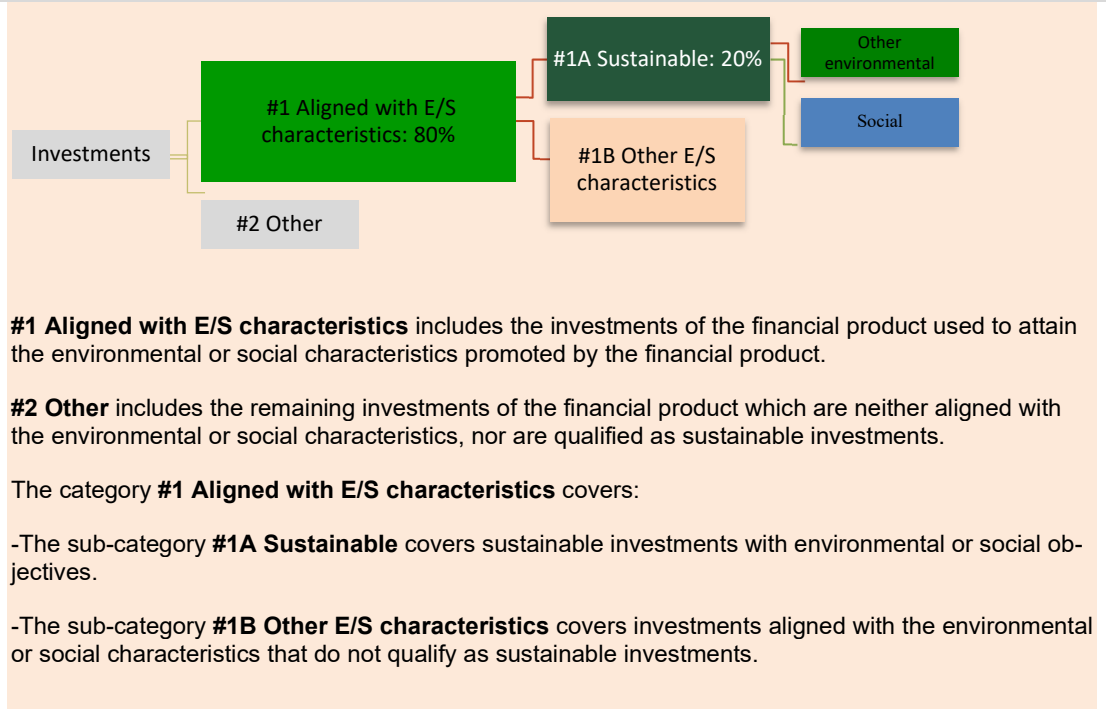 #1A Sustainable: 20%
Other
environmental
#1 Aligned with E/S
characteristics: 80%
Social
Investments
#1B Other E/S
characteristics
#2 Other
#1 Aligned with E/S characteristics includes the investments of the financial product used to attain
the environmental or social characteristics promoted by the financial product.
#2 Other includes the remaining investments of the financial product which are neither aligned with
the environmental or social characteristics, nor are qualified as sustainable investments.
The category #1 Aligned with E/S characteristics covers:
-The sub-category #1A Sustainable covers sustainable investments with environmental or social ob-
jectives.
-The sub-category #1B Other E/S characteristics covers investments aligned with the environmental
or social characteristics that do not qualify as sustainable investments.